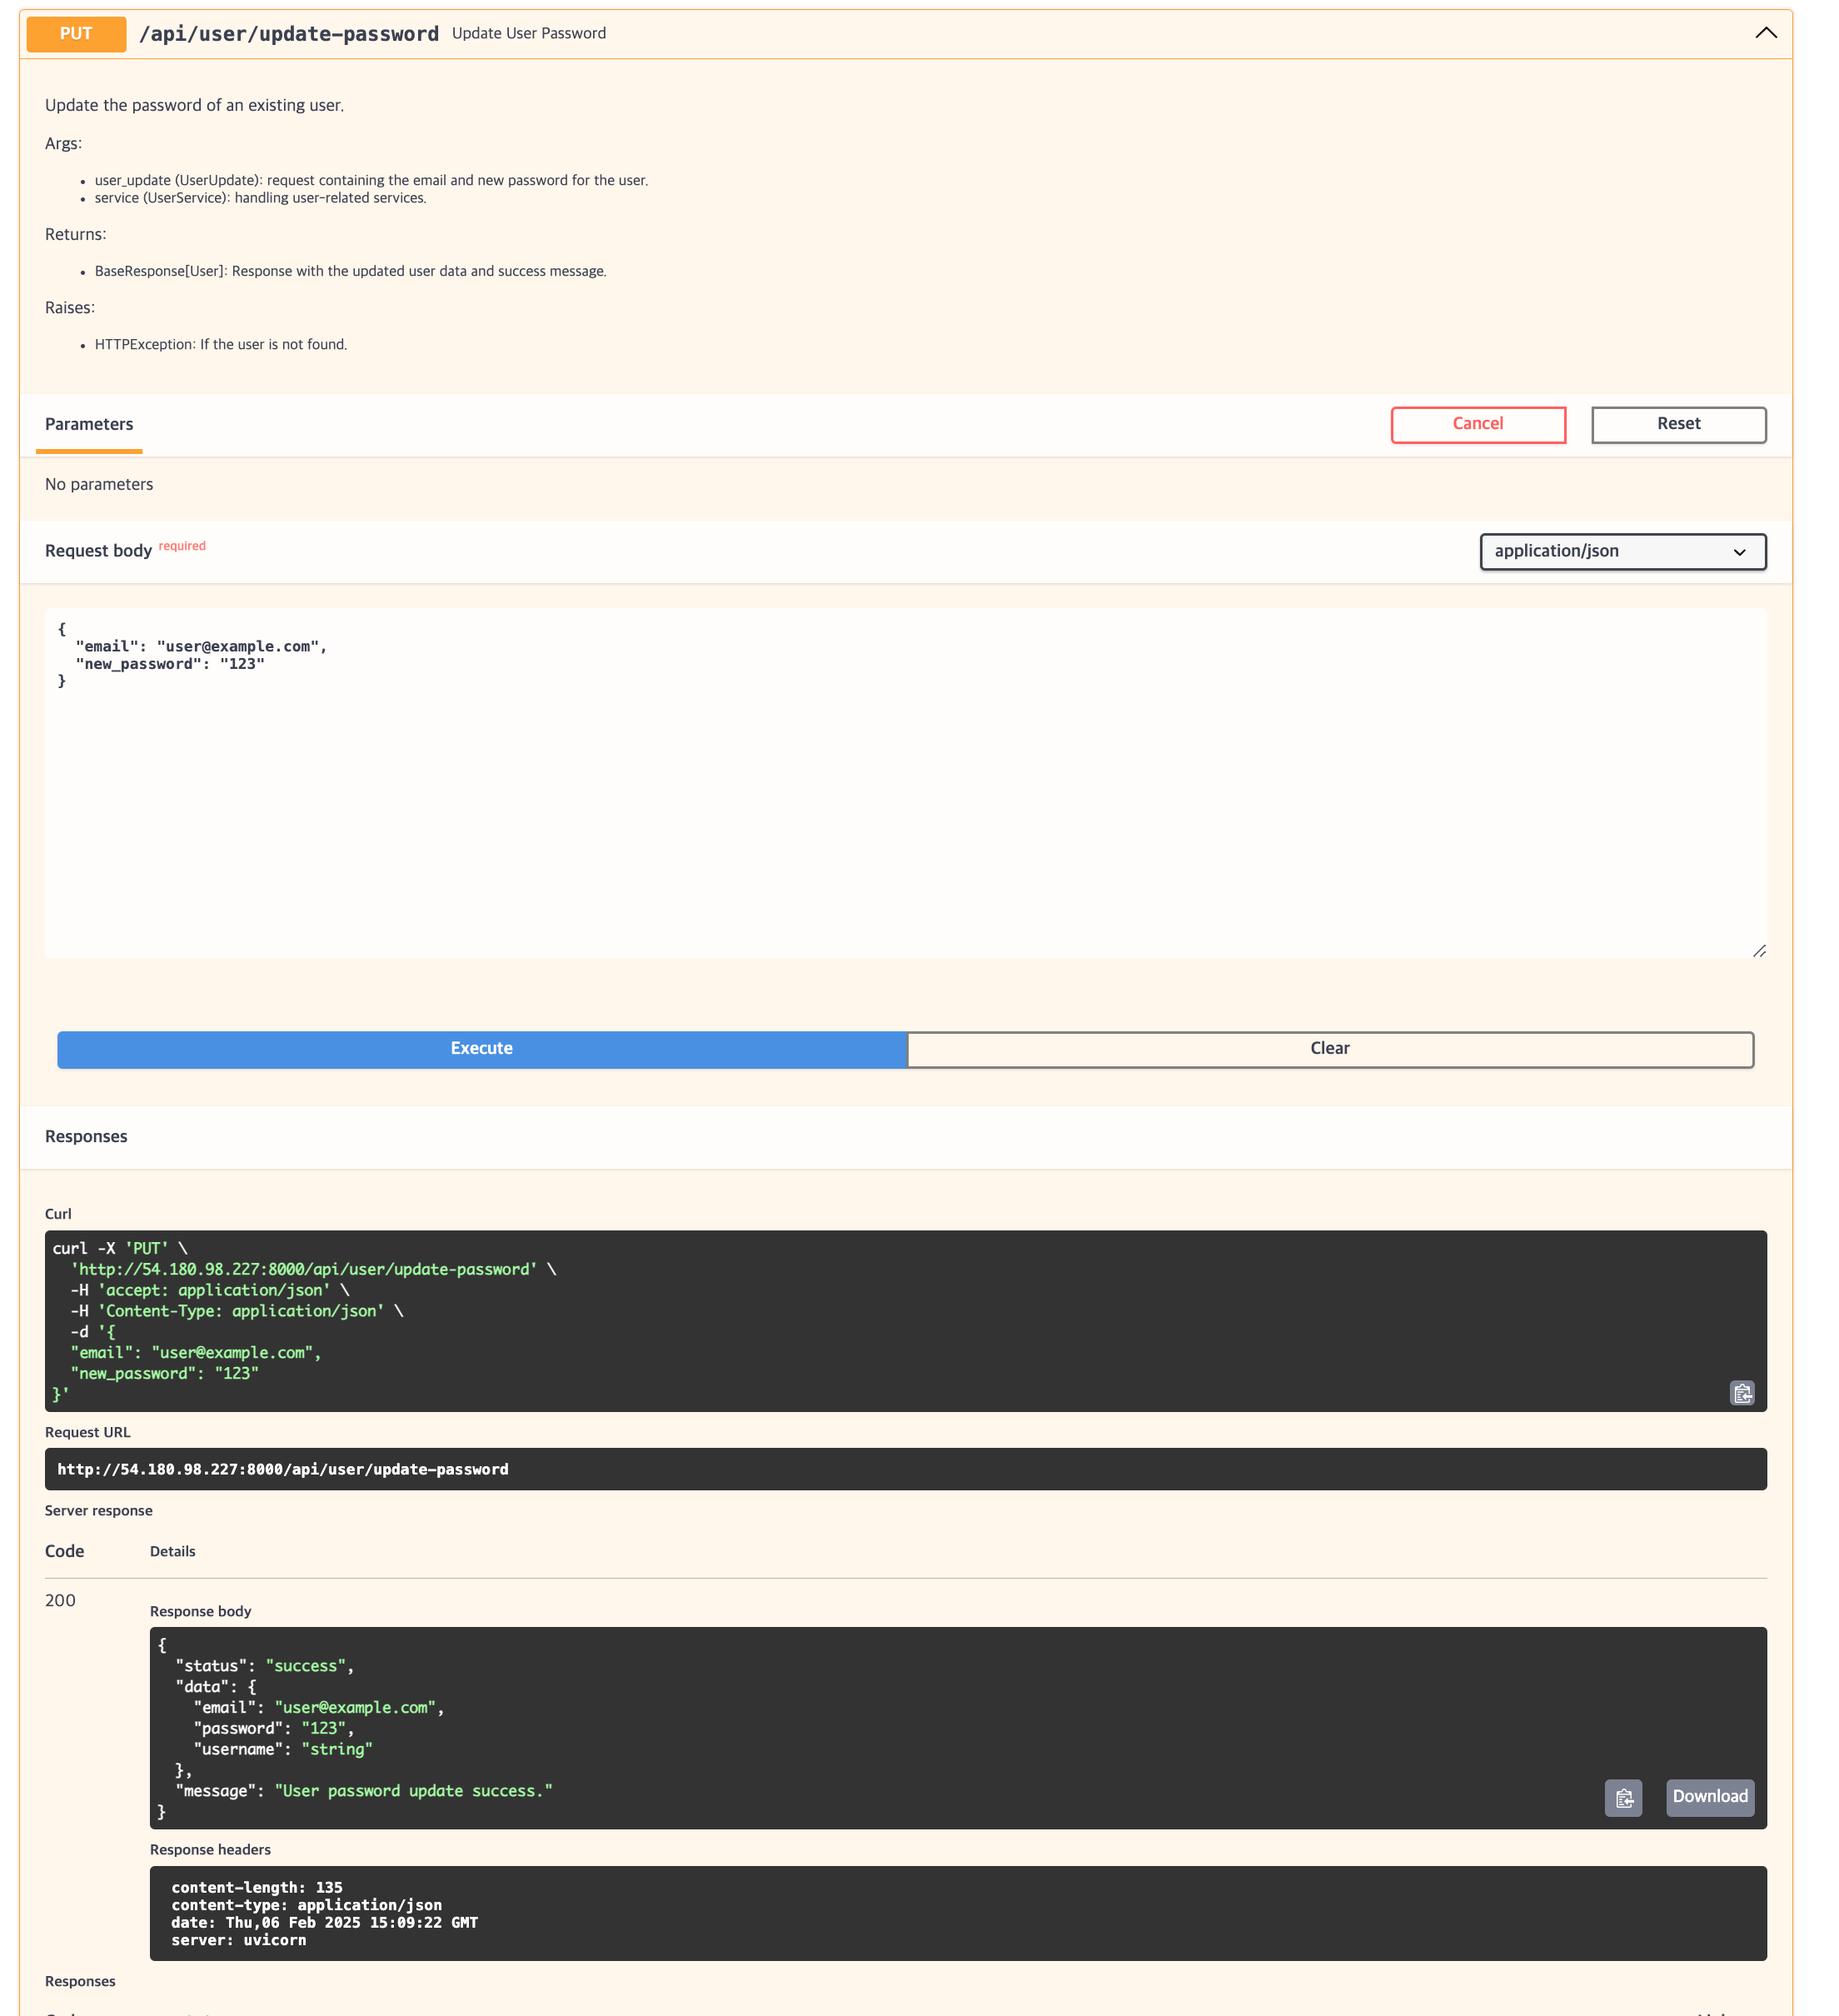 PUT /api/user/update-password Update User Password
Update the password of an existing user.
Args:
• user_update (UserUpdate): request containing the email and new password for the user.
• service (UserService): handling user-related services.
Returns:
• BaseResponse[User]: Response with the updated user data and success message.
Raises:
• HTTPException: If the user is not found.
Parameters Cancel Reset
No parameters
Request body required application/json
{
"email": "user@example.com",
"new_password": "123"
}
Execute Clear
Responses
Curl
curl -X 'PUT' \
'http://54.180.98.227:8000/api/user/update-password' \
-H 'accept: application/json' \
-H 'Content-Type: application/json' \
-d '{
"email": "user@example.com",
"new_password": "123"
}'
Request URL
http://54.180.98.227:8000/api/user/update-password
Server response
Code Details
200
Response body
{
"status": "success",
"data": {
"email": "user@example.com",
"password": "123",
"username": "string"
},
"message": "User password update success."
}
Download
Response headers
content-length: 135
content-type: application/json
date: Thu,06 Feb 2025 15:09:22 GMT
server: uvicorn
Responses